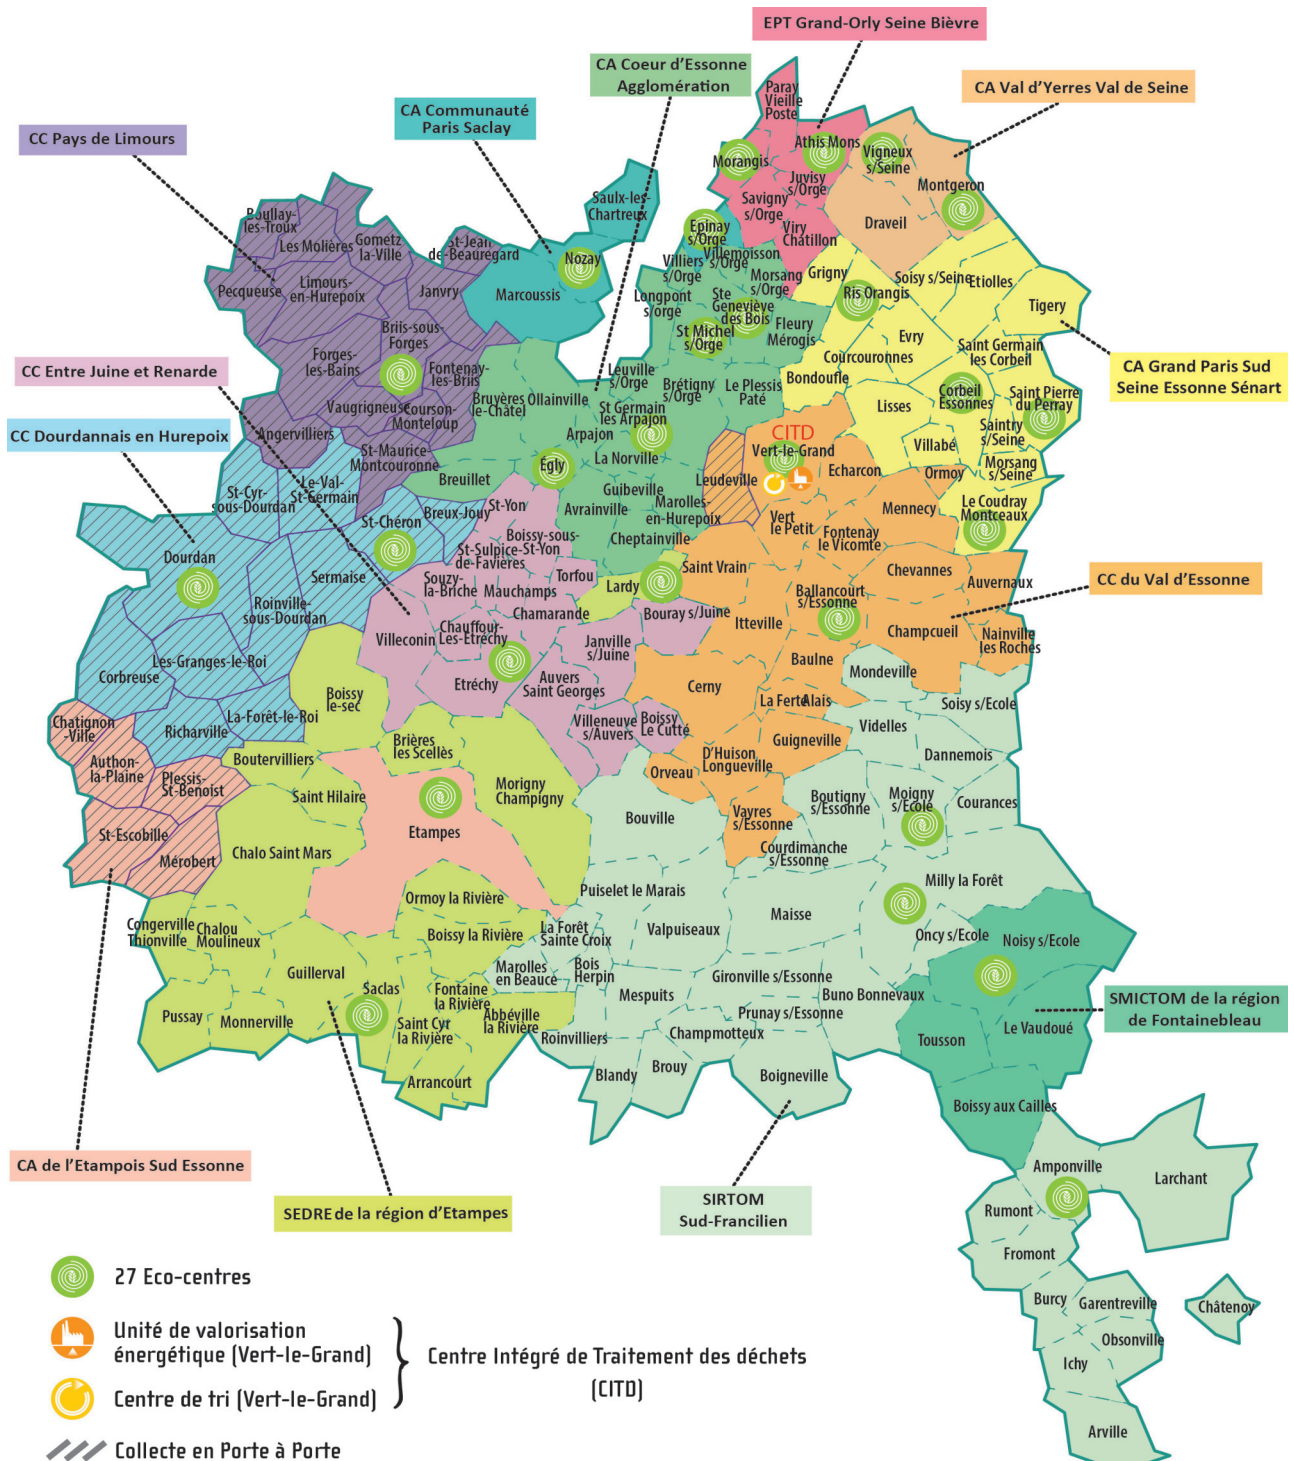 EPT Grand-Orly Seine Bièvre
CA Coeur d'Essonne
Agglomération
CA Val d'Yerres Val de Seine
CA Communauté
Paris Saclay
CC Pays de Limours
CC Entre Juine et Renarde
CC Dourdannais en Hurepoix
CA Grand Paris Sud
Seine Essonne Sénart
CC du Val d'Essonne
SMICTOM de la région
de Fontainebleau
CA de l'Etampois Sud Essonne
SEDRE de la région d'Etampes
SIRTOM
Sud-Francilien
Paray
Vieille
Poste
Athis Mons
Morangis
Vigneux
s/Seine
Juvisy
s/Orge
Savigny
s/Orge
Viry
Châtillon
Montgeron
Draveil
Saulx-les-
Chartreux
Nozay
Marcoussis
Epinay
s/Orge
Villemoisson
s/Orge
Villiers
s/Orge
Morsang
s/Orge
Longpont
s/orge
Ste
Geneviève
des Bois
St Michel
s/Orge
Fleury
Mérogis
Grigny
Ris Orangis
Soisy s/Seine
Etiolles
Tigery
Evry
Saint Germain
les Corbeil
Courcouronnes
Bondoufle
Lisses
Corbeil
Essonnes
Saint Pierre
du Perray
Saintry
s/Seine
Villabé
Morsang
s/Seine
Ormoy
Le Coudray
Montceaux
Boullay-
les-Troux
Les Molières
Gometz
la-Ville
St-Jean
de-Beauregard
Pecqueuse
Limours-
en-Hurepoix
Janvry
Briis-sous-
Forges
Forges-
les-Bains
Fontenay-
les-Briis
Vaugrigneuse
Courson-
Monteloup
Angervilliers
St-Maurice-
Montcouronne
Bruyères
le-Châtel
Ollainville
Leuville
s/Orge
Brétigny
s/Orge
Le Plessis
Paté
St Germain
les Arpajon
Arpajon
La Norville
Égly
Breuillet
Guibeville
Avrainville
Marolles-
en-Hurepoix
Cheptainville
Leudeville
CITD
Vert-le-Grand
Echarcon
Mennecy
Vert
le Petit
Fontenay
le Vicomte
Chevannes
Auvernaux
Saint Vrain
Ballancourt
s/Essonne
Itteville
Champcueil
Nainville
les Roches
Baulne
Cerny
La Ferté Alais
Guigneville
D'Huison
Longueville
Orveau
Vayres
s/Essonne
St-Cyr-
sous-Dourdan
Le-Val-
St-Germain
St-Chéron
Breux-Jouy
Dourdan
Sermaise
Roinville-
sous-Dourdan
Les-Granges-le-Roi
Corbreuse
La-Forêt-le-Roi
Richarville
St-Yon
Boissy-sous-
St-Yon
St-Sulpice-
de-Favières
Souzy-
la-Briche
Mauchamps
Torfou
Chamarande
Lardy
Bouray s/Juine
Villeconin
Chauffour-
Les-Etréchy
Janville
s/Juine
Etréchy
Auvers
Saint Georges
Villeneuve
s/Auvers
Boissy
Le Cutté
Chatignon-
Ville
Authon-
la-Plaine
Plessis-
St-Benoist
St-Escobille
Mérobert
Etampes
Boissy
le-sec
Boutervilliers
Brières
les Scellès
Saint Hilaire
Morigny
Champigny
Chalo Saint Mars
Ormoy la Rivière
Congerville
Thionville
Chalou
Moulineux
Boissy la Rivière
Guillerval
Saclas
Fontaine
la Rivière
Abbéville
la Rivière
Pussay
Monnerville
Saint Cyr
la Rivière
Arrancourt
Mondeville
Soisy s/Ecole
Videlles
Dannemois
Boutigny
s/Essonne
Moigny
s/Ecole
Courances
Bouville
Courdimanche
s/Essonne
Milly la Forêt
Puiselet le Marais
Maisse
Oncy s/Ecole
La Forêt
Sainte Croix
Valpuiseaux
Marolles
en Beauce
Bois
Herpin
Gironville s/Essonne
Mespuits
Buno Bonnevaux
Prunay s/Essonne
Champmotteux
Roinvilliers
Blandy
Brouy
Boigneville
Noisy s/Ecole
Le Vaudoué
Tousson
Boissy aux Cailles
Amponville
Larchant
Rumont
Fromont
Burcy
Garentreville
Châtenoy
Obsonville
Ichy
Arville
27 Eco-centres
Unité de valorisation
énergétique (Vert-le-Grand)
Centre de tri (Vert-le-Grand)
Centre Intégré de Traitement des déchets
(CITD)
Collecte en Porte à Porte